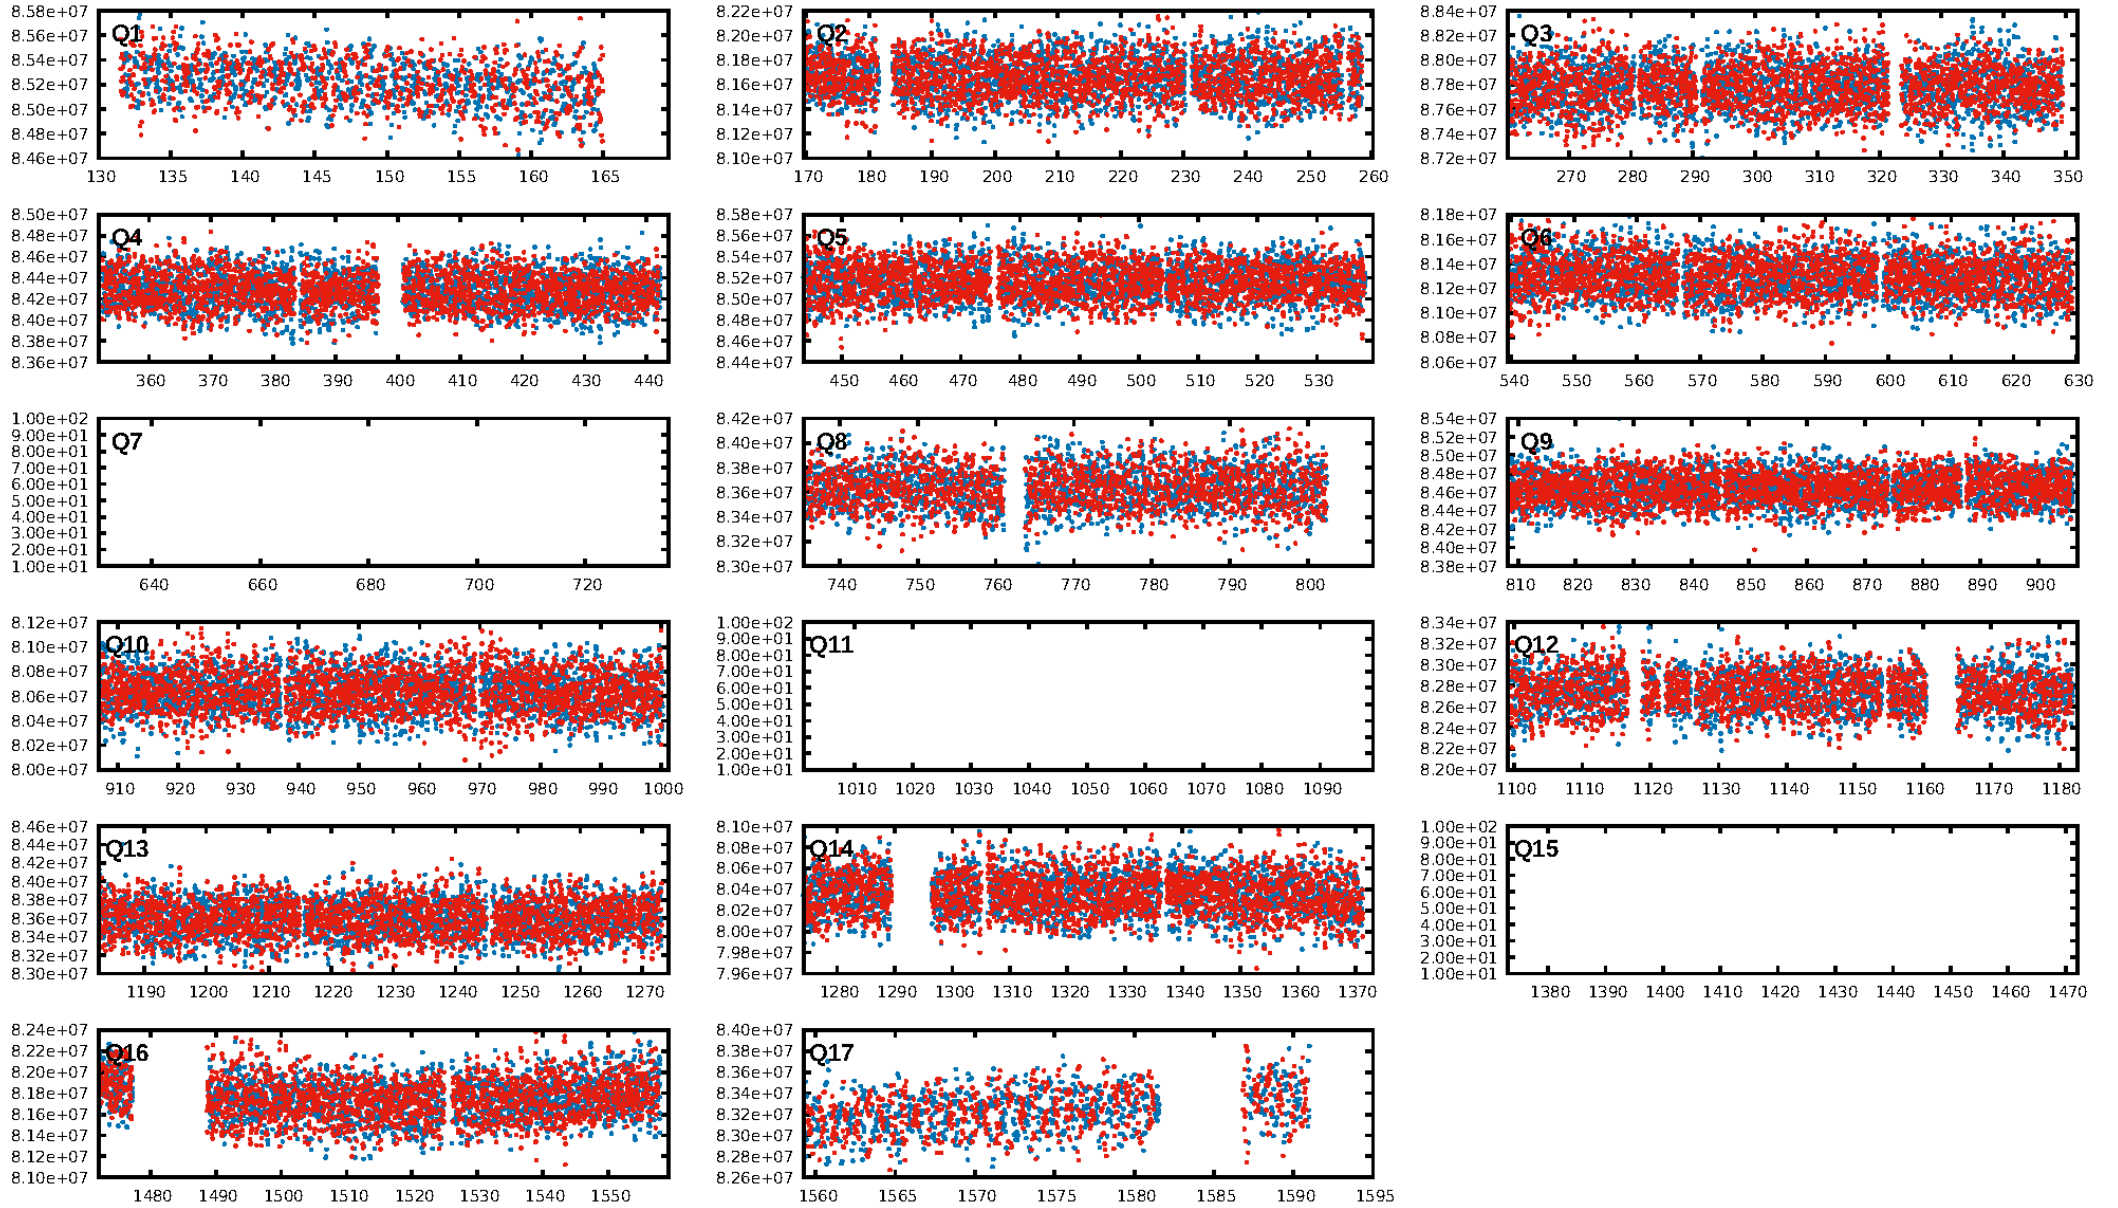 Q1
8.58e+07
8.56e+07
8.54e+07
8.52e+07
8.50e+07
8.48e+07
8.46e+07
130 135 140 145 150 155 160 165
Q2
8.22e+07
8.20e+07
8.18e+07
8.16e+07
8.14e+07
8.12e+07
8.10e+07
170 180 190 200 210 220 230 240 250 260
Q3
8.84e+07
8.82e+07
8.80e+07
8.78e+07
8.76e+07
8.74e+07
8.72e+07
270 280 290 300 310 320 330 340 350
Q4
8.50e+07
8.48e+07
8.46e+07
8.44e+07
8.42e+07
8.40e+07
8.38e+07
8.36e+07
360 370 380 390 400 410 420 430 440
Q5
8.58e+07
8.56e+07
8.54e+07
8.52e+07
8.50e+07
8.48e+07
8.46e+07
8.44e+07
450 460 470 480 490 500 510 520 530
Q6
8.18e+07
8.16e+07
8.14e+07
8.12e+07
8.10e+07
8.08e+07
8.06e+07
540 550 560 570 580 590 600 610 620 630
Q7
1.00e+02
9.00e+01
8.00e+01
7.00e+01
6.00e+01
5.00e+01
4.00e+01
3.00e+01
2.00e+01
1.00e+01
640 660 680 700 720
Q8
8.42e+07
8.40e+07
8.38e+07
8.36e+07
8.34e+07
8.32e+07
8.30e+07
740 750 760 770 780 790 800
Q9
8.54e+07
8.52e+07
8.50e+07
8.48e+07
8.46e+07
8.44e+07
8.42e+07
8.40e+07
8.38e+07
810 820 830 840 850 860 870 880 890 900
Q10
8.12e+07
8.10e+07
8.08e+07
8.06e+07
8.04e+07
8.02e+07
8.00e+07
910 920 930 940 950 960 970 980 990 1000
Q11
1.00e+02
9.00e+01
8.00e+01
7.00e+01
6.00e+01
5.00e+01
4.00e+01
3.00e+01
2.00e+01
1.00e+01
1010 1020 1030 1040 1050 1060 1070 1080 1090
Q12
8.34e+07
8.32e+07
8.30e+07
8.28e+07
8.26e+07
8.24e+07
8.22e+07
8.20e+07
1100 1110 1120 1130 1140 1150 1160 1170 1180
Q13
8.46e+07
8.44e+07
8.42e+07
8.40e+07
8.38e+07
8.36e+07
8.34e+07
8.32e+07
8.30e+07
1190 1200 1210 1220 1230 1240 1250 1260 1270
Q14
8.10e+07
8.08e+07
8.06e+07
8.04e+07
8.02e+07
8.00e+07
7.98e+07
7.96e+07
1280 1290 1300 1310 1320 1330 1340 1350 1360 1370
Q15
1.00e+02
9.00e+01
8.00e+01
7.00e+01
6.00e+01
5.00e+01
4.00e+01
3.00e+01
2.00e+01
1.00e+01
1380 1390 1400 1410 1420 1430 1440 1450 1460 1470
Q16
8.24e+07
8.22e+07
8.20e+07
8.18e+07
8.16e+07
8.14e+07
8.12e+07
8.10e+07
1480 1490 1500 1510 1520 1530 1540 1550
Q17
8.40e+07
8.38e+07
8.36e+07
8.34e+07
8.32e+07
8.30e+07
8.28e+07
8.26e+07
1560 1565 1570 1575 1580 1585 1590 1595